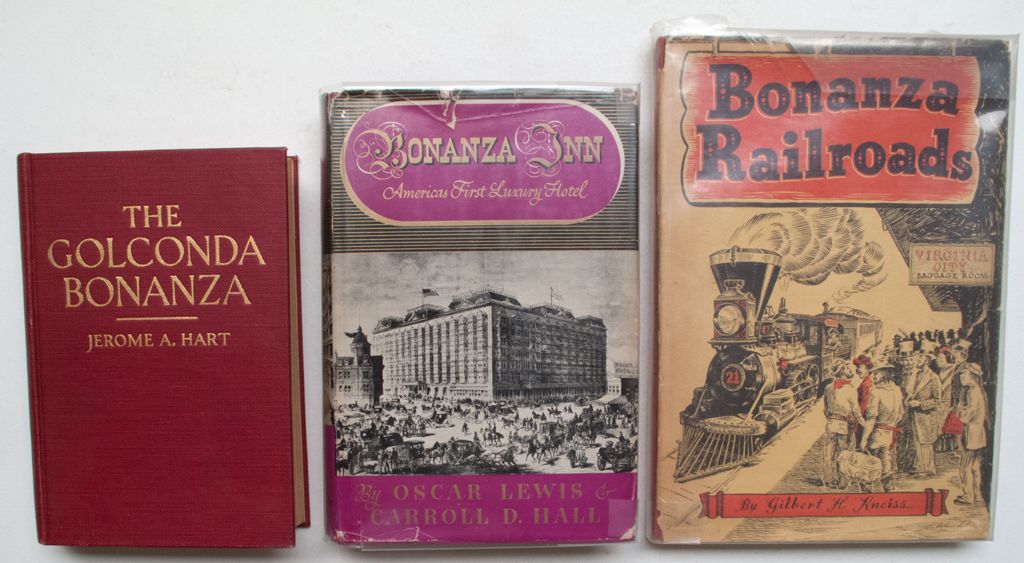 THE
GOLCONDA
BONANZA
JEROME A. HART
BONANZA INN
Americas First Luxury Hotel
By OSCAR LEWIS &
CARROLL D. HALL
Bonanza
Railroads
VIRGINIA
CITY
BAGGAGE ROOM
21
By Gilbert H. Kneiss